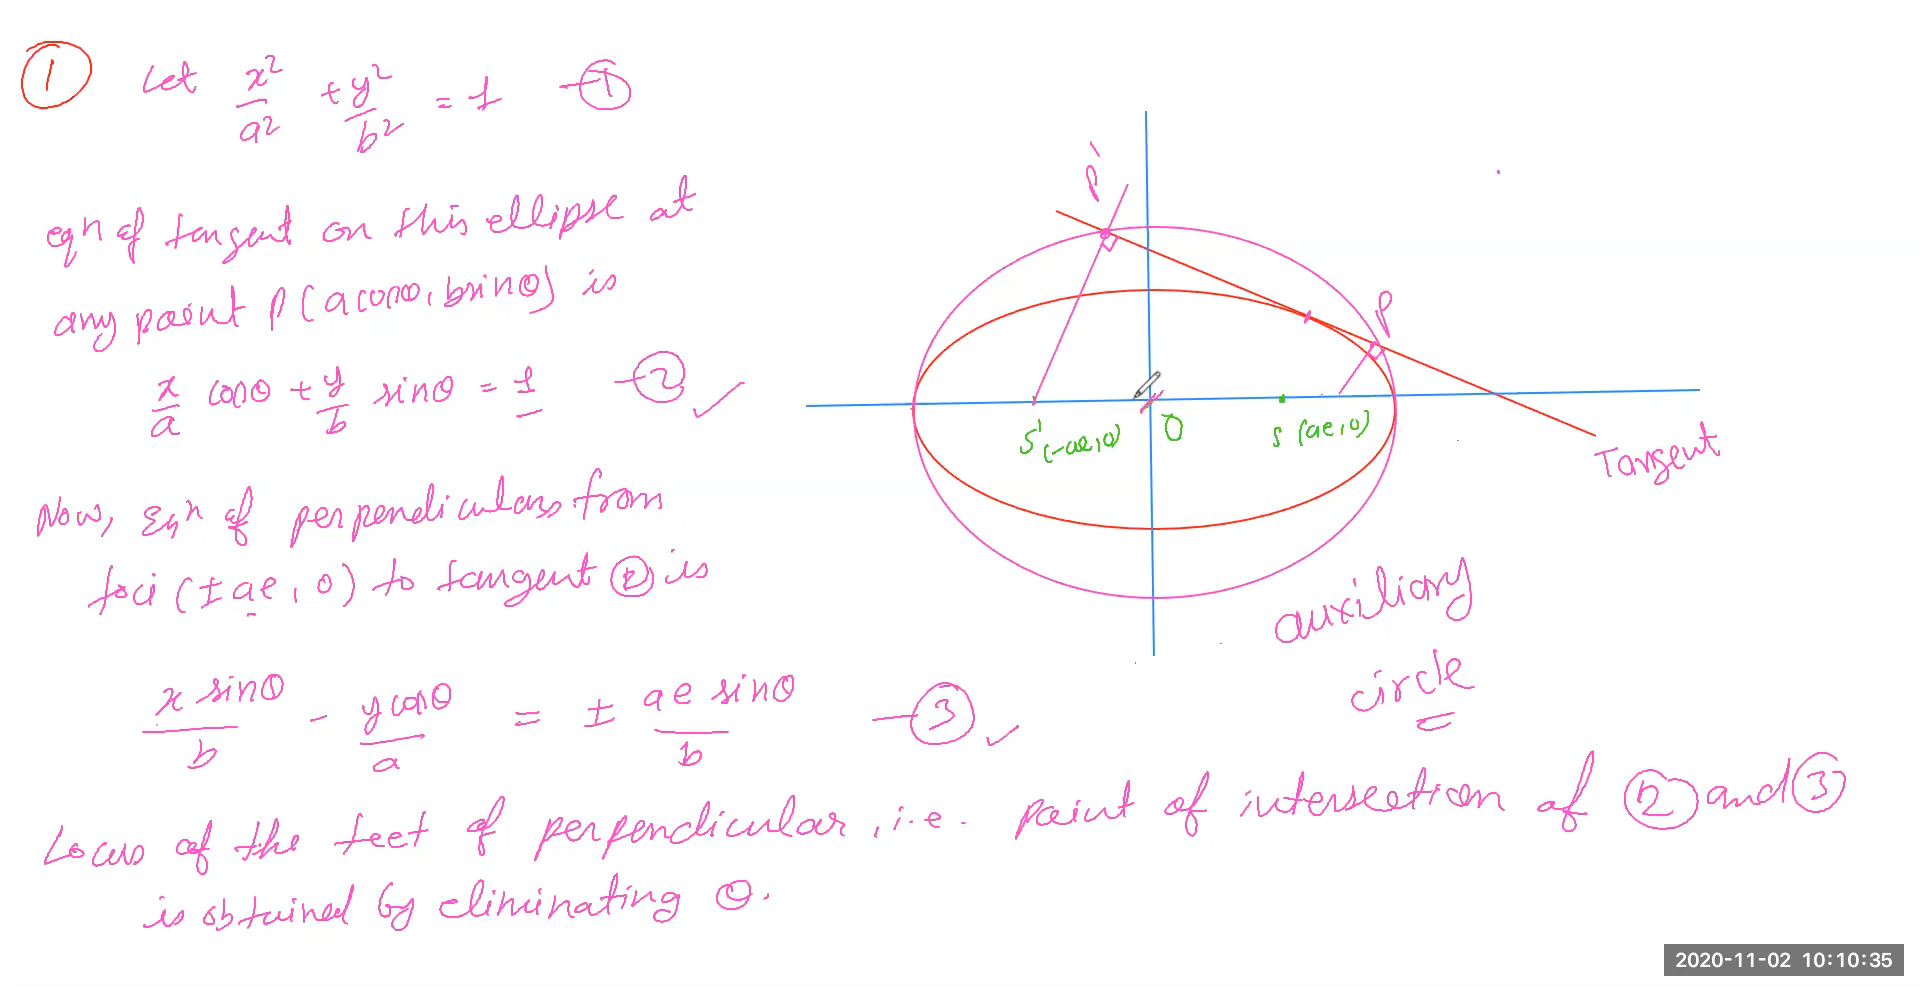 1 Let x²/a² + y²/b² = 1 —①
eqn of tangent on this ellipse at
any point P(a cosθ, b sinθ) is
x/a cosθ + y/b sinθ = 1 —②
Now, Eqn of perpendiculars from
foci (±ae, 0) to tangent ② is
x sinθ/b - y cosθ/a = ± ae sinθ/b —③
Locus of the feet of perpendicular, i.e. point of intersection of ② and ③
is obtained by eliminating θ.
P'
P
S'(-ae, 0)
O
S (ae, 0)
Tangent
auxiliary
circle
2020-11-02 10:10:35